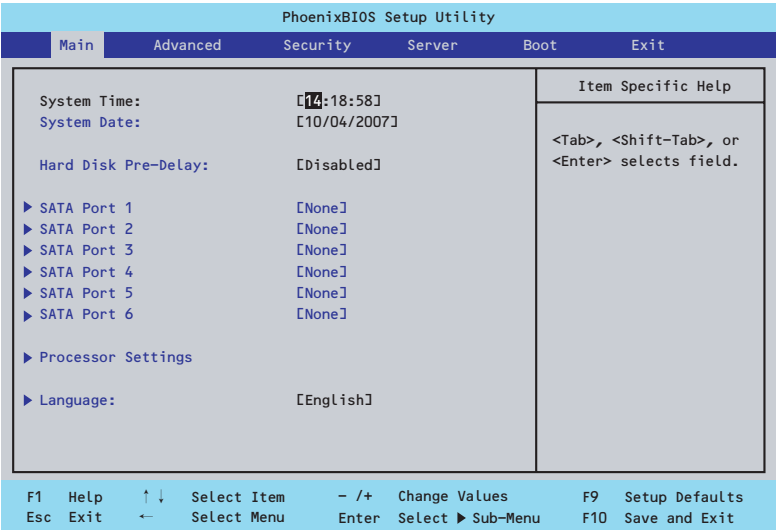 PhoenixBIOS Setup Utility
Main Advanced Security Server Boot Exit
System Time: [14:18:58]
System Date: [10/04/2007]
Hard Disk Pre-Delay: [Disabled]
▶ SATA Port 1 [None]
▶ SATA Port 2 [None]
▶ SATA Port 3 [None]
▶ SATA Port 4 [None]
▶ SATA Port 5 [None]
▶ SATA Port 6 [None]
▶ Processor Settings
▶ Language: [English]
Item Specific Help
<Tab>, <Shift-Tab>, or
<Enter> selects field.
F1 Help ↑↓ Select Item - /+ Change Values F9 Setup Defaults
Esc Exit ← Select Menu Enter Select ▶ Sub-Menu F10 Save and Exit